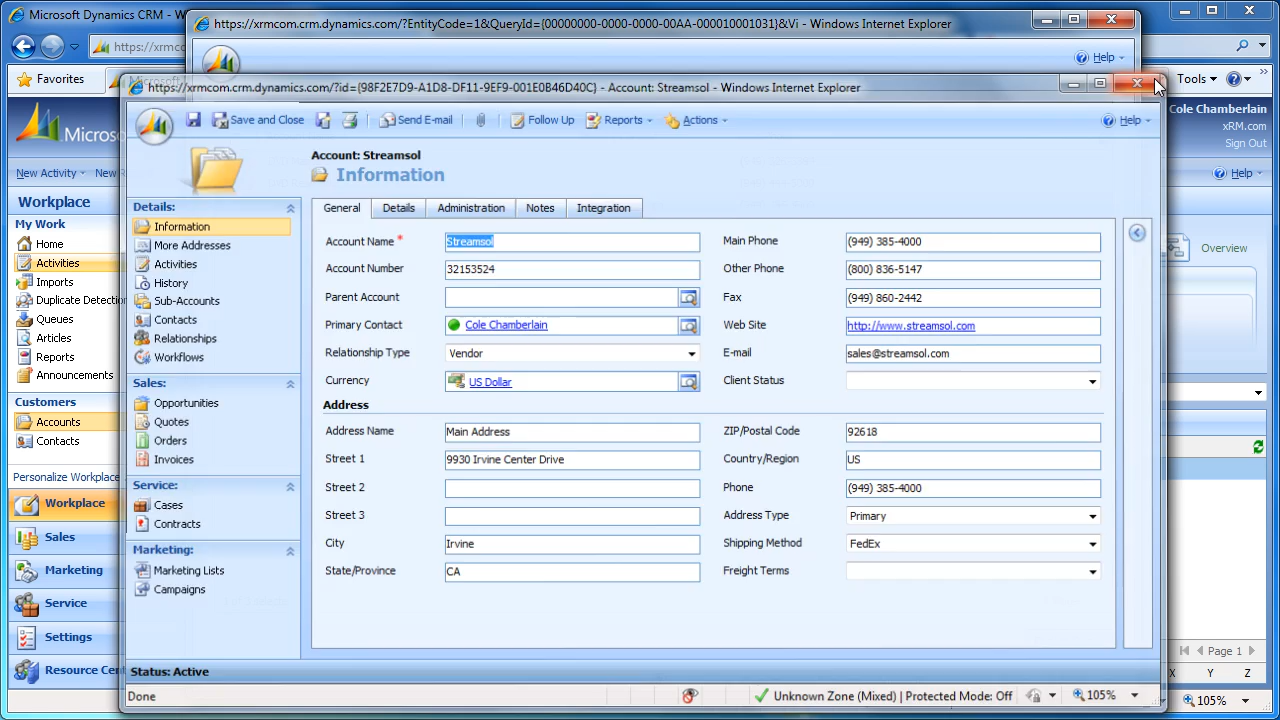 Microsoft Dynamics CRM
https://xrmcom.crm.dynamics.com/?EntityCode=10&QueryId={00000000-0000-0000-00AA-000010001031}&Vi - Windows Internet Explorer
https://xrmco
Help
Favorites
Tools
https://xrmcom.crm.dynamics.com/?id={98F2E7D9-A1D8-DF11-9EF9-001E0B46D40C} - Account: Streamsol - Windows Internet Explorer
Microsoft
Cole Chamberlain
xRM.com
Sign Out
Save and Close
Send E-mail
Follow Up
Reports
Actions
Help
New Activity
New
Help
Account: Streamsol
Information
Workplace
My Work
Home
Activities
Imports
Duplicate Detectio
Queues
Articles
Reports
Announcements
Customers
Accounts
Contacts
Personalize Workplace
Workplace
Sales
Marketing
Service
Settings
Resource Cen
Details:
Information
More Addresses
Activities
History
Sub-Accounts
Contacts
Relationships
Workflows
Sales:
Opportunities
Quotes
Orders
Invoices
Service:
Cases
Contracts
Marketing:
Marketing Lists
Campaigns
General Details Administration Notes Integration
Account Name * Streamsol Main Phone (949) 385-4000
Account Number 32153524 Other Phone (800) 836-5147
Parent Account Fax (949) 860-2442
Primary Contact Cole Chamberlain Web Site http://www.streamsol.com
Relationship Type Vendor E-mail sales@streamsol.com
Currency US Dollar Client Status
Address
Address Name Main Address ZIP/Postal Code 92618
Street 1 9930 Irvine Center Drive Country/Region US
Street 2 Phone (949) 385-4000
Street 3 Address Type Primary
City Irvine Shipping Method FedEx
State/Province CA Freight Terms
Overview
Page 1
X Y Z
Status: Active
Done
Unknown Zone (Mixed) | Protected Mode: Off
105%
105%